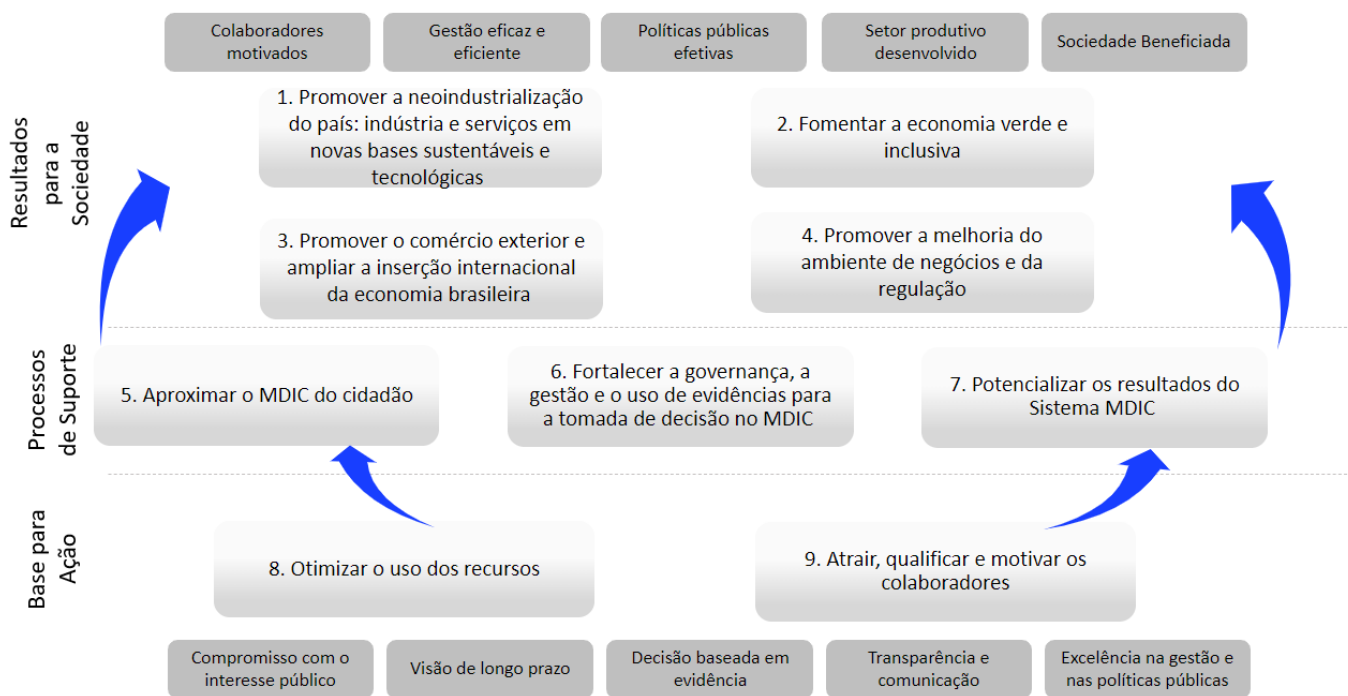 Colaboradores
motivados
Gestão eficaz e
eficiente
Políticas públicas
efetivas
Setor produtivo
desenvolvido
Sociedade Beneficiada
Resultados
para a
Sociedade
1. Promover a neoindustrialização
do país: indústria e serviços em
novas bases sustentáveis e
tecnológicas
2. Fomentar a economia verde e
inclusiva
3. Promover o comércio exterior e
ampliar a inserção internacional
da economia brasileira
4. Promover a melhoria do
ambiente de negócios e da
regulação
Processos
de Suporte
5. Aproximar o MDIC do cidadão
6. Fortalecer a governança, a
gestão e o uso de evidências para
a tomada de decisão no MDIC
7. Potencializar os resultados do
Sistema MDIC
Base para
Ação
8. Otimizar o uso dos recursos
9. Atrair, qualificar e motivar os
colaboradores
Compromisso com o
interesse público
Visão de longo prazo
Decisão baseada em
evidência
Transparência e
comunicação
Excelência na gestão e
nas políticas públicas